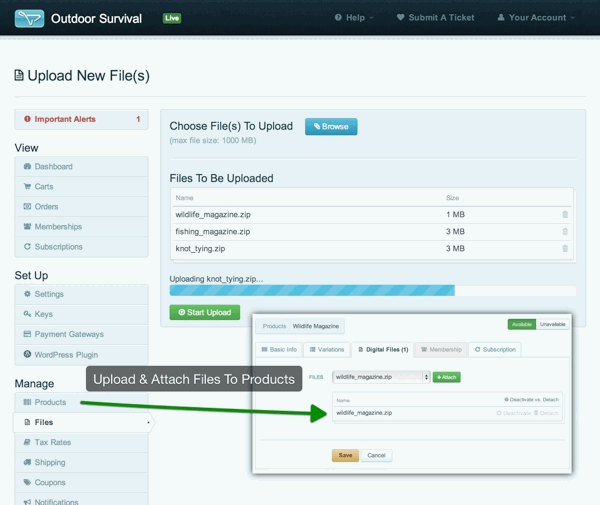 Outdoor Survival Live Help Submit A Ticket Your Account
Upload New File(s)
Important Alerts 1
View
Dashboard
Carts
Orders
Memberships
Subscriptions
Set Up
Settings
Keys
Payment Gateways
WordPress Plugin
Manage
Products
Files
Tax Rates
Shipping
Coupons
Notifications
Choose File(s) To Upload Browse
(max file size: 1000 MB)
Files To Be Uploaded
Name Size
wildlife_magazine.zip 1 MB
fishing_magazine.zip 3 MB
knot_tying.zip 3 MB
Uploading knot_tying.zip...
Start Upload
Upload & Attach Files To Products
Products Wildlife Magazine Available Unavailable
Basic Info Variations Digital Files (1) Membership Subscription
FILES wildlife_magazine.zip Attach
Name Deactivate vs. Detach
wildlife_magazine.zip Deactivate Detach
Save Cancel